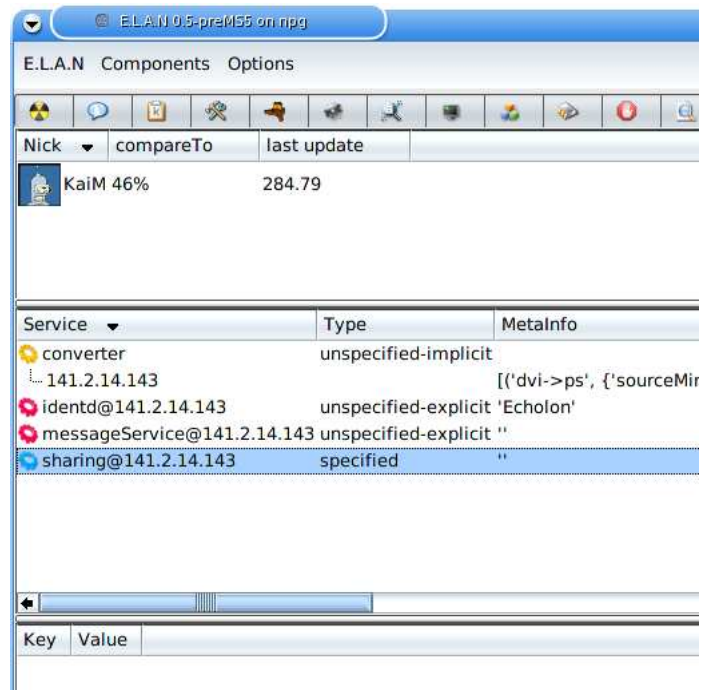 E.L.A.N 0.5-preMS5 on npg
E.L.A.N Components Options
Nick compareTo last update
KaiM 46% 284.79
Service Type MetaInfo
converter unspecified-implicit
141.2.14.143 [('dvi->ps', {'sourceMin
identd@141.2.14.143 unspecified-explicit 'Echolon'
messageService@141.2.14.143 unspecified-explicit ''
sharing@141.2.14.143 specified ''
Key Value